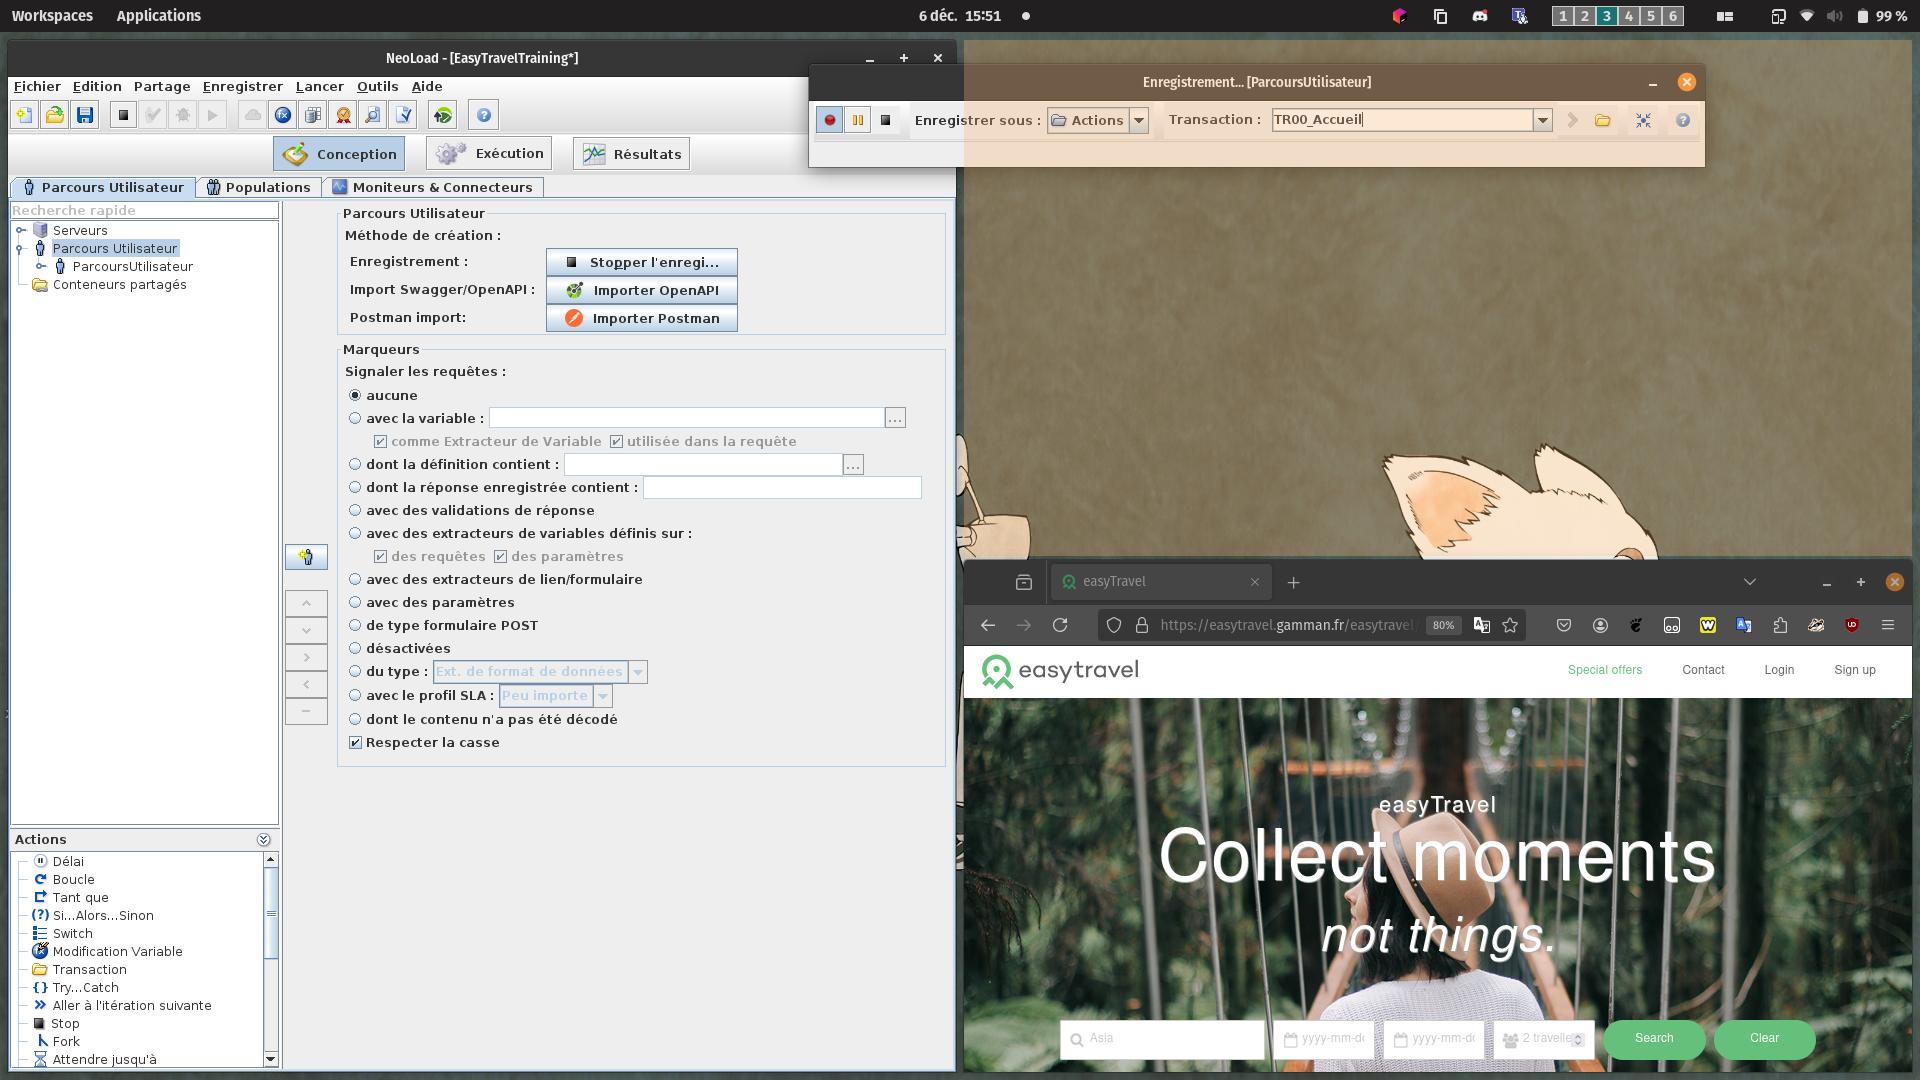 Workspaces Applications
6 déc. 15:51
1 2 3 4 5 6
99 %
NeoLoad - [EasyTravelTraining*]
Fichier Edition Partage Enregistrer Lancer Outils Aide
Conception Exécution Résultats
Parcours Utilisateur Populations Moniteurs & Connecteurs
Recherche rapide
Serveurs
Parcours Utilisateur
ParcoursUtilisateur
Conteneurs partagés
Parcours Utilisateur
Méthode de création :
Enregistrement : Stopper l'enregi...
Import Swagger/OpenAPI : Importer OpenAPI
Postman import: Importer Postman
Marqueurs
Signaler les requêtes :
aucune
avec la variable : ...
comme Extracteur de Variable utilisée dans la requête
dont la définition contient : ...
dont la réponse enregistrée contient :
avec des validations de réponse
avec des extracteurs de variables définis sur :
des requêtes des paramètres
avec des extracteurs de lien/formulaire
avec des paramètres
de type formulaire POST
désactivées
du type : Ext. de format de données
avec le profil SLA : Peu importe
dont le contenu n'a pas été décodé
Respecter la casse
Actions
Délai
Boucle
Tant que
Si...Alors...Sinon
Switch
Modification Variable
Transaction
Try...Catch
Aller à l'itération suivante
Stop
Fork
Attendre jusqu'à
Enregistrement... [ParcoursUtilisateur]
Enregistrer sous : Actions Transaction : TR00_Accueil
easyTravel
https://easytravel.gamman.fr/easytravel/ 80%
easytravel
Special offers Contact Login Sign up
easyTravel
Collect moments
not things.
Asia yyyy-mm-dd yyyy-mm-dd 2 travelle Search Clear